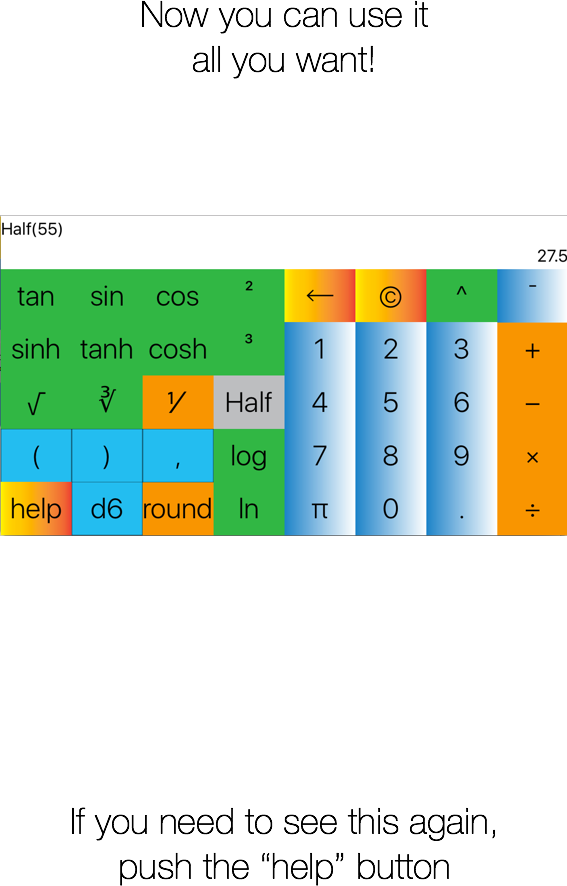 Now you can use it
all you want!
Half(55)
27.5
tan sin cos ² ← © ^ ⁻
sinh tanh cosh ³ 1 2 3 +
√ ∛ ⅟ Half 4 5 6 −
( ) , log 7 8 9 ×
help d6 round ln π 0 . ÷
If you need to see this again,
push the “help” button